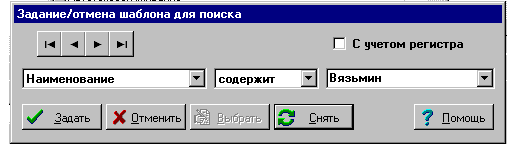 Задание/отмена шаблона для поиска
С учетом регистра
Наименование содержит Вязьмин
Задать Отменить Выбрать Снять Помощь